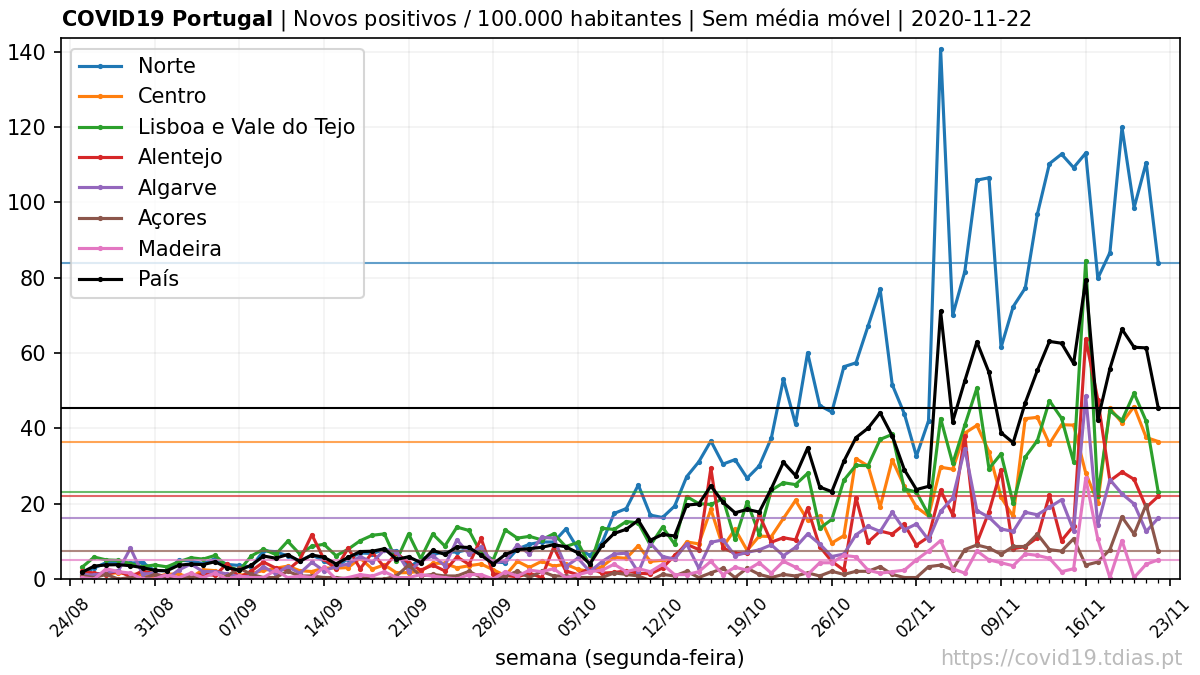 COVID19 Portugal | Novos positivos / 100.000 habitantes | Sem média móvel | 2020-11-22
140
120
100
80
60
40
20
0
Norte
Centro
Lisboa e Vale do Tejo
Alentejo
Algarve
Açores
Madeira
País
24/08
31/08
07/09
14/09
21/09
28/09
05/10
12/10
19/10
26/10
02/11
09/11
16/11
23/11
semana (segunda-feira)
https://covid19.tdias.pt